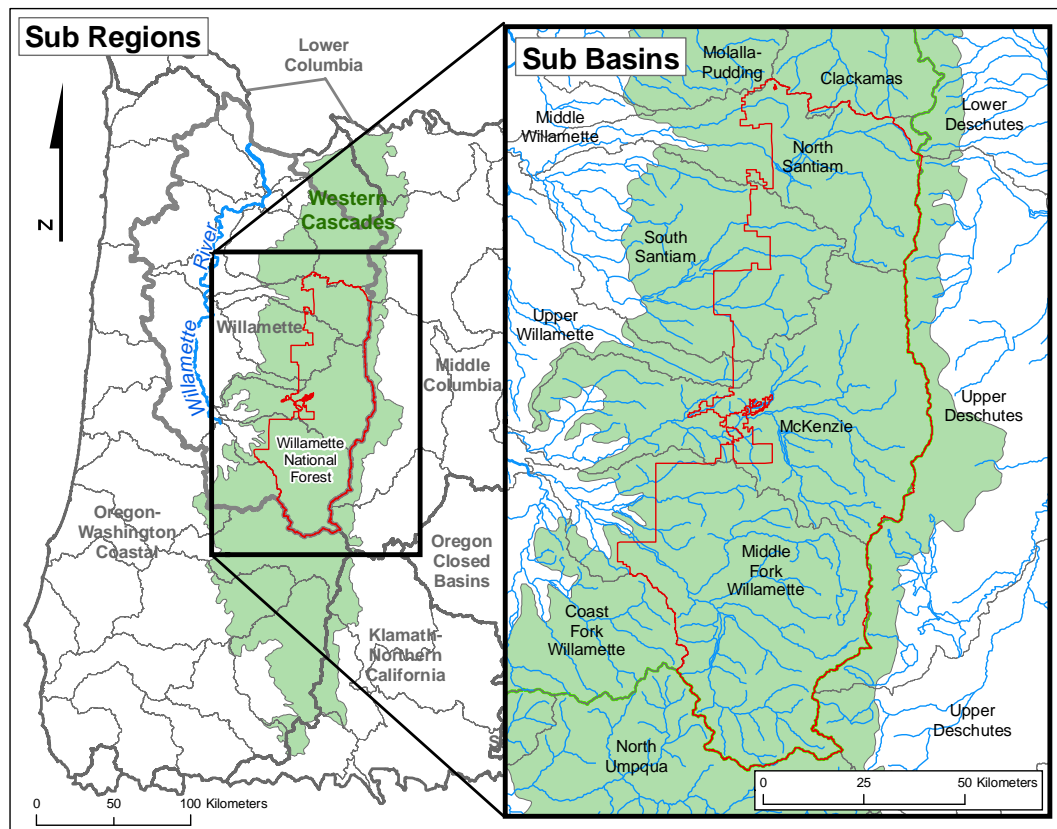 Sub Regions
Lower
Columbia
N
Western
Cascades
Willamette River
Willamette
Middle
Columbia
Willamette
National
Forest
Oregon-
Washington
Coastal
Oregon
Closed
Basins
Klamath-
Northern
California
S
0 50 100 Kilometers
Sub Basins
Molalla-
Pudding
Clackamas
Middle
Willamette
Lower
Deschutes
North
Santiam
South
Santiam
Upper
Willamette
Upper
Deschutes
McKenzie
Middle
Fork
Willamette
Coast
Fork
Willamette
Upper
Deschutes
North
Umpqua
0 25 50 Kilometers